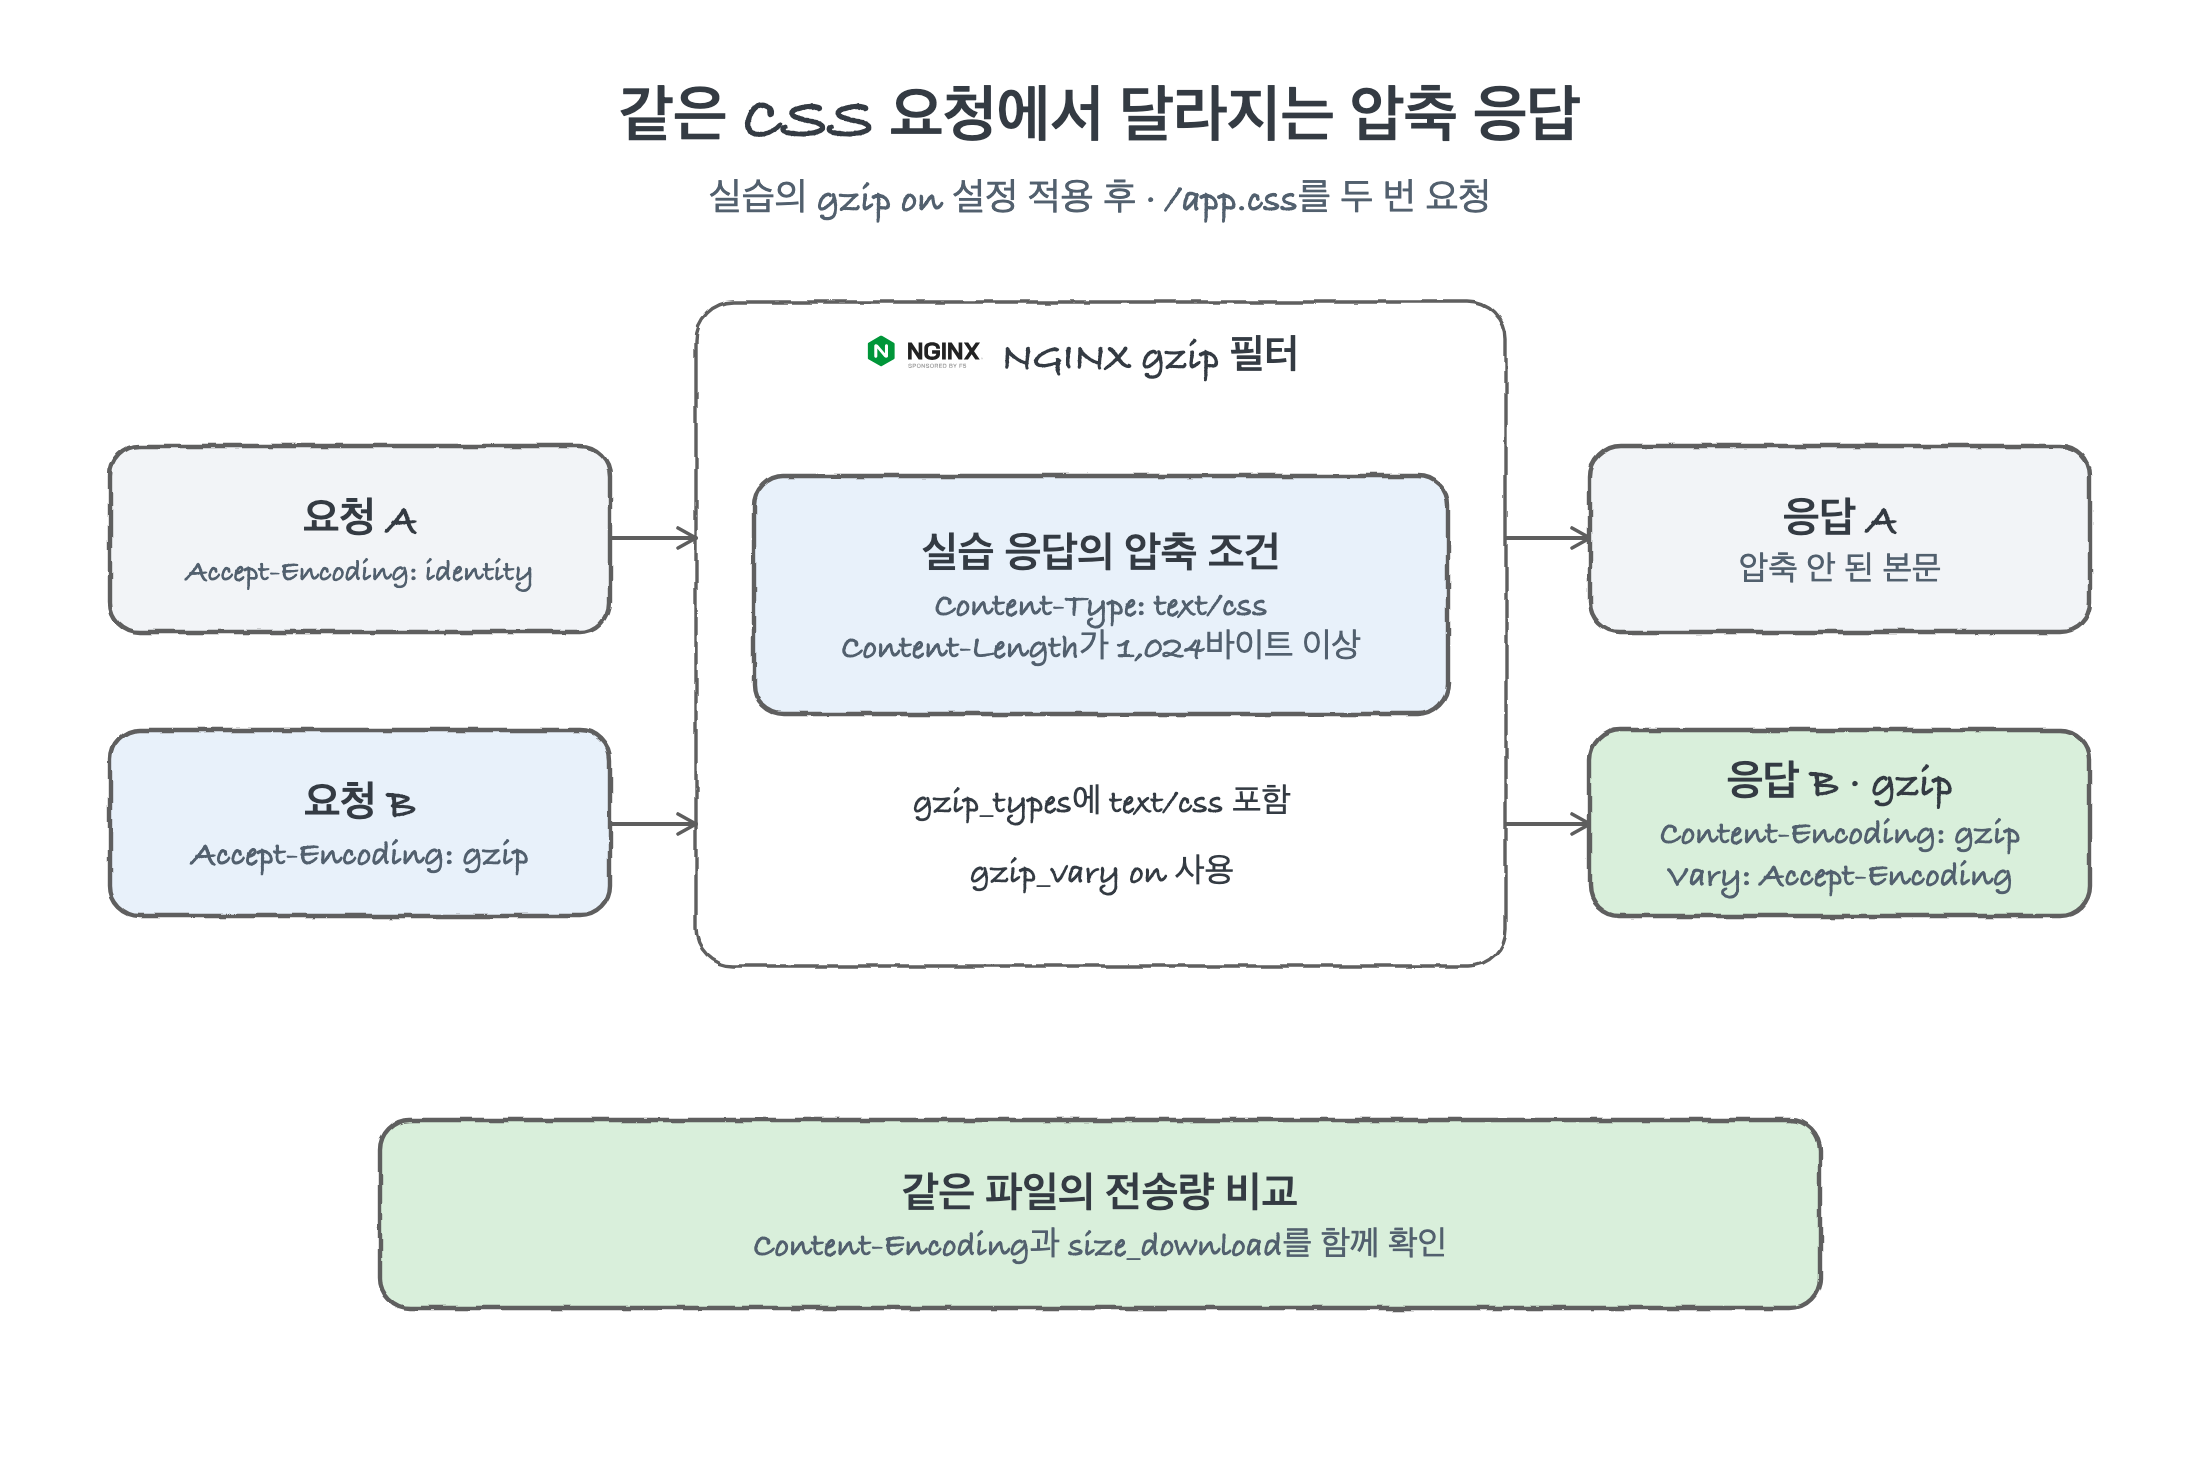 같은 CSS 요청에서 달라지는 압축 응답
실습의 gzip on 설정 적용 후 · /app.css를 두 번 요청
NGINX
SPONSORED BY F5
NGINX gzip 필터
요청 A
Accept-Encoding: identity
실습 응답의 압축 조건
Content-Type: text/css
Content-Length가 1,024바이트 이상
응답 A
압축 안 된 본문
요청 B
Accept-Encoding: gzip
gzip_types에 text/css 포함
gzip_vary on 사용
응답 B · gzip
Content-Encoding: gzip
Vary: Accept-Encoding
같은 파일의 전송량 비교
Content-Encoding과 size_download를 함께 확인